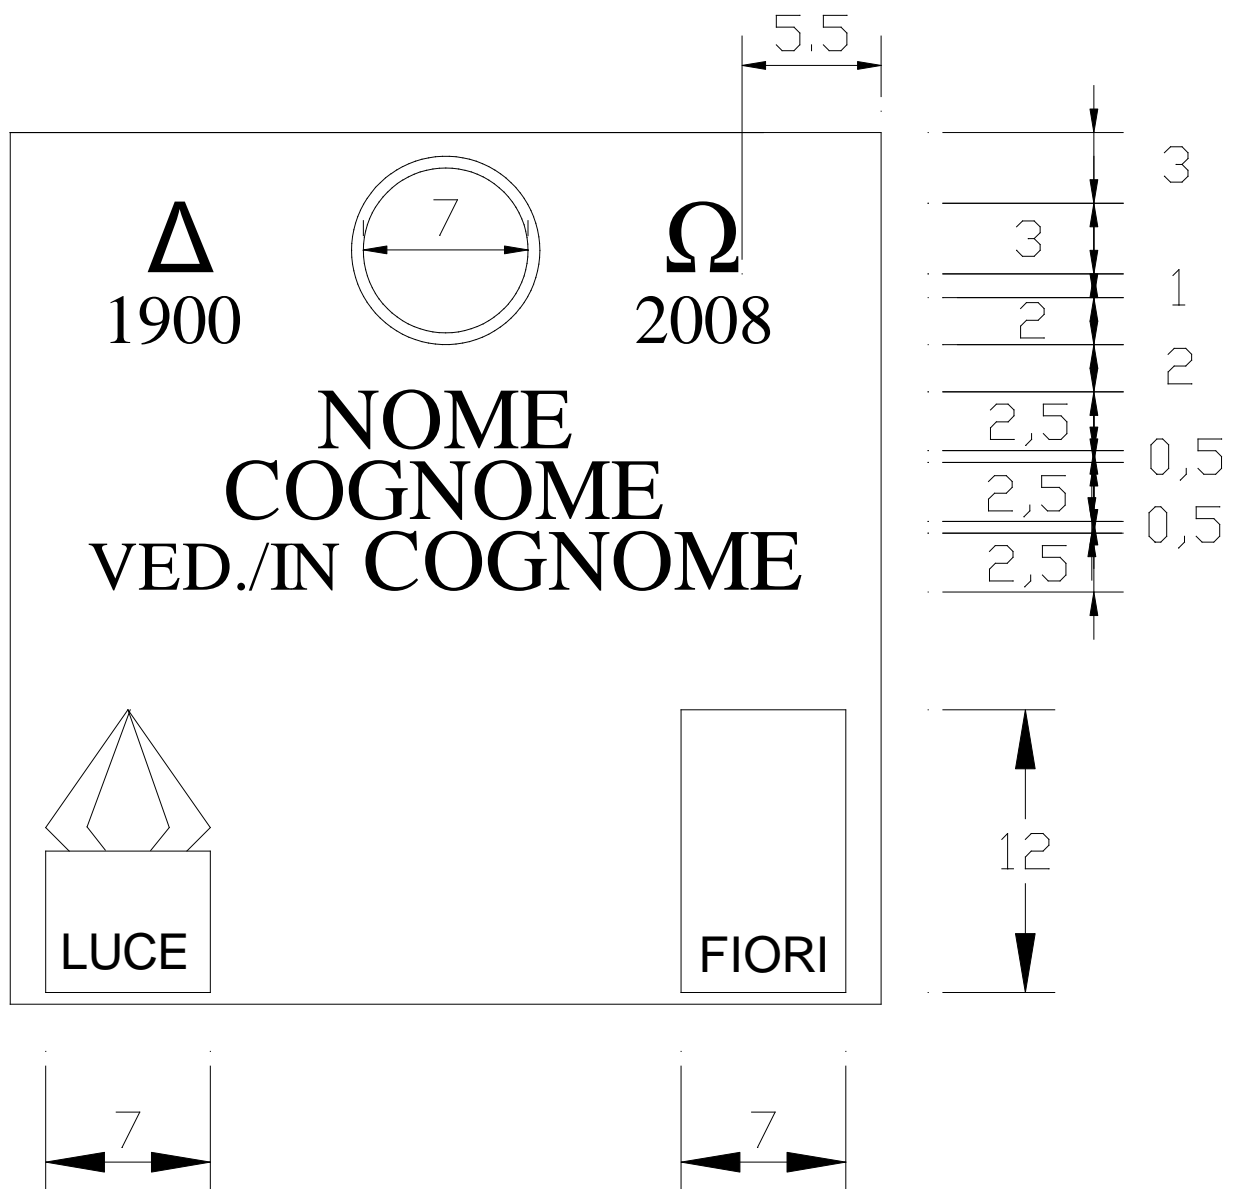 5.5
3
Δ 7 Ω 3
1
1900 2008 2
2
NOME 2,5
0,5
COGNOME 2,5
0,5
VED./IN COGNOME 2,5
12
LUCE FIORI
7 7